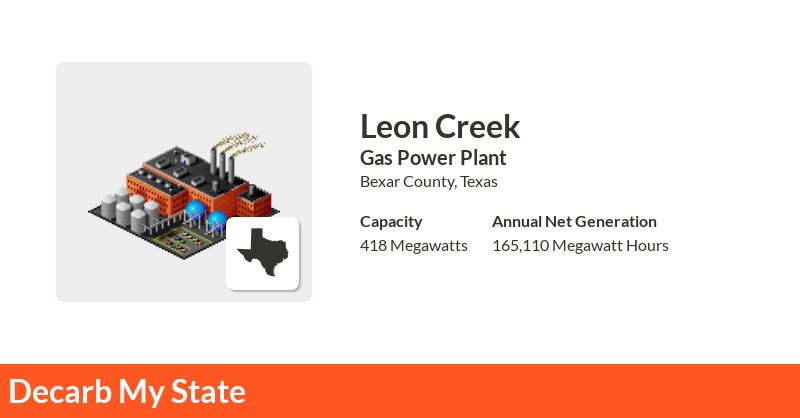 Leon Creek
Gas Power Plant
Bexar County, Texas
Capacity
418 Megawatts
Annual Net Generation
165,110 Megawatt Hours
Decarb My State